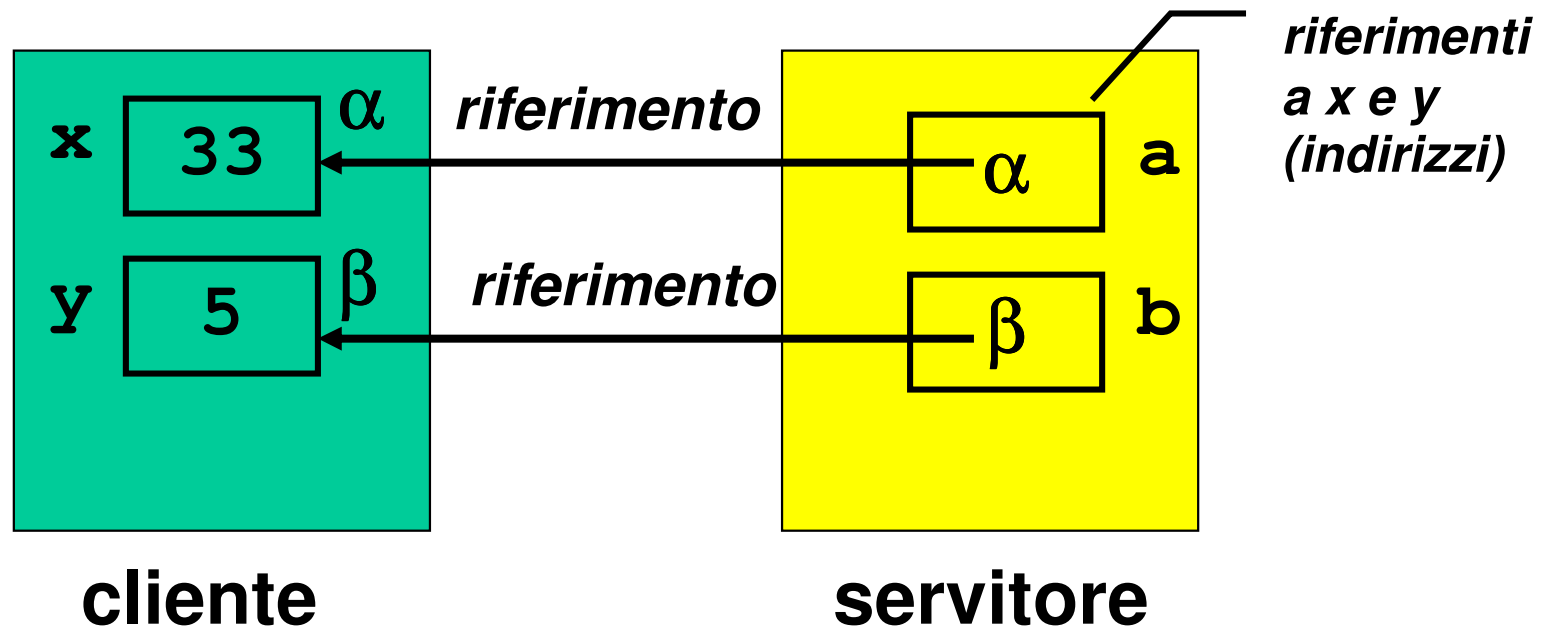 riferimenti
a x e y
(indirizzi)
x 33 α riferimento α a
y 5 β riferimento β b
cliente servitore